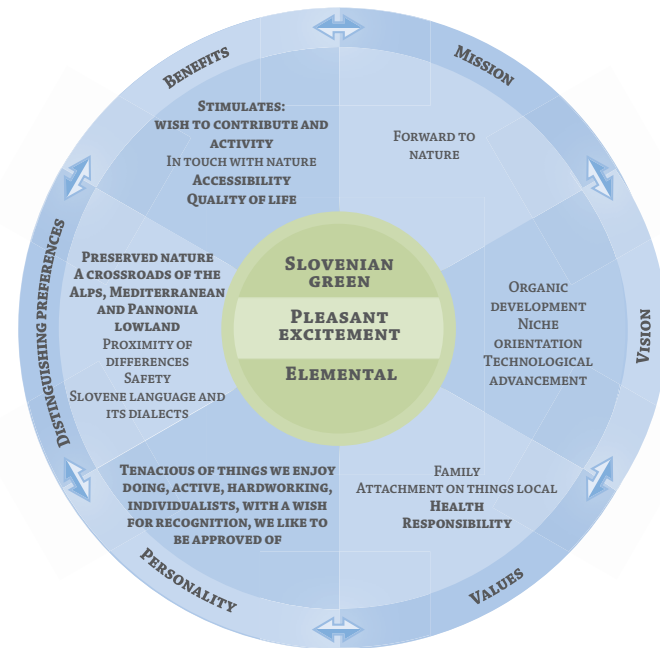 Benefits
Stimulates:
wish to contribute and
activity
In touch with nature
Accessibility
Quality of life
Mission
Forward to
nature
Vision
Organic
development
Niche
orientation
Technological
advancement
Values
Family
Attachment on things local
Health
Responsibility
Personality
Tenacious of things we enjoy
doing, active, hardworking,
individualists, with a wish
for recognition, we like to
be approved of
Distinguishing preferences
Preserved nature
A crossroads of the
Alps, Mediterranean
and Pannonia
lowland
Proximity of
differences
Safety
Slovene language and
its dialects
Slovenian
green
Pleasant
excitement
Elemental